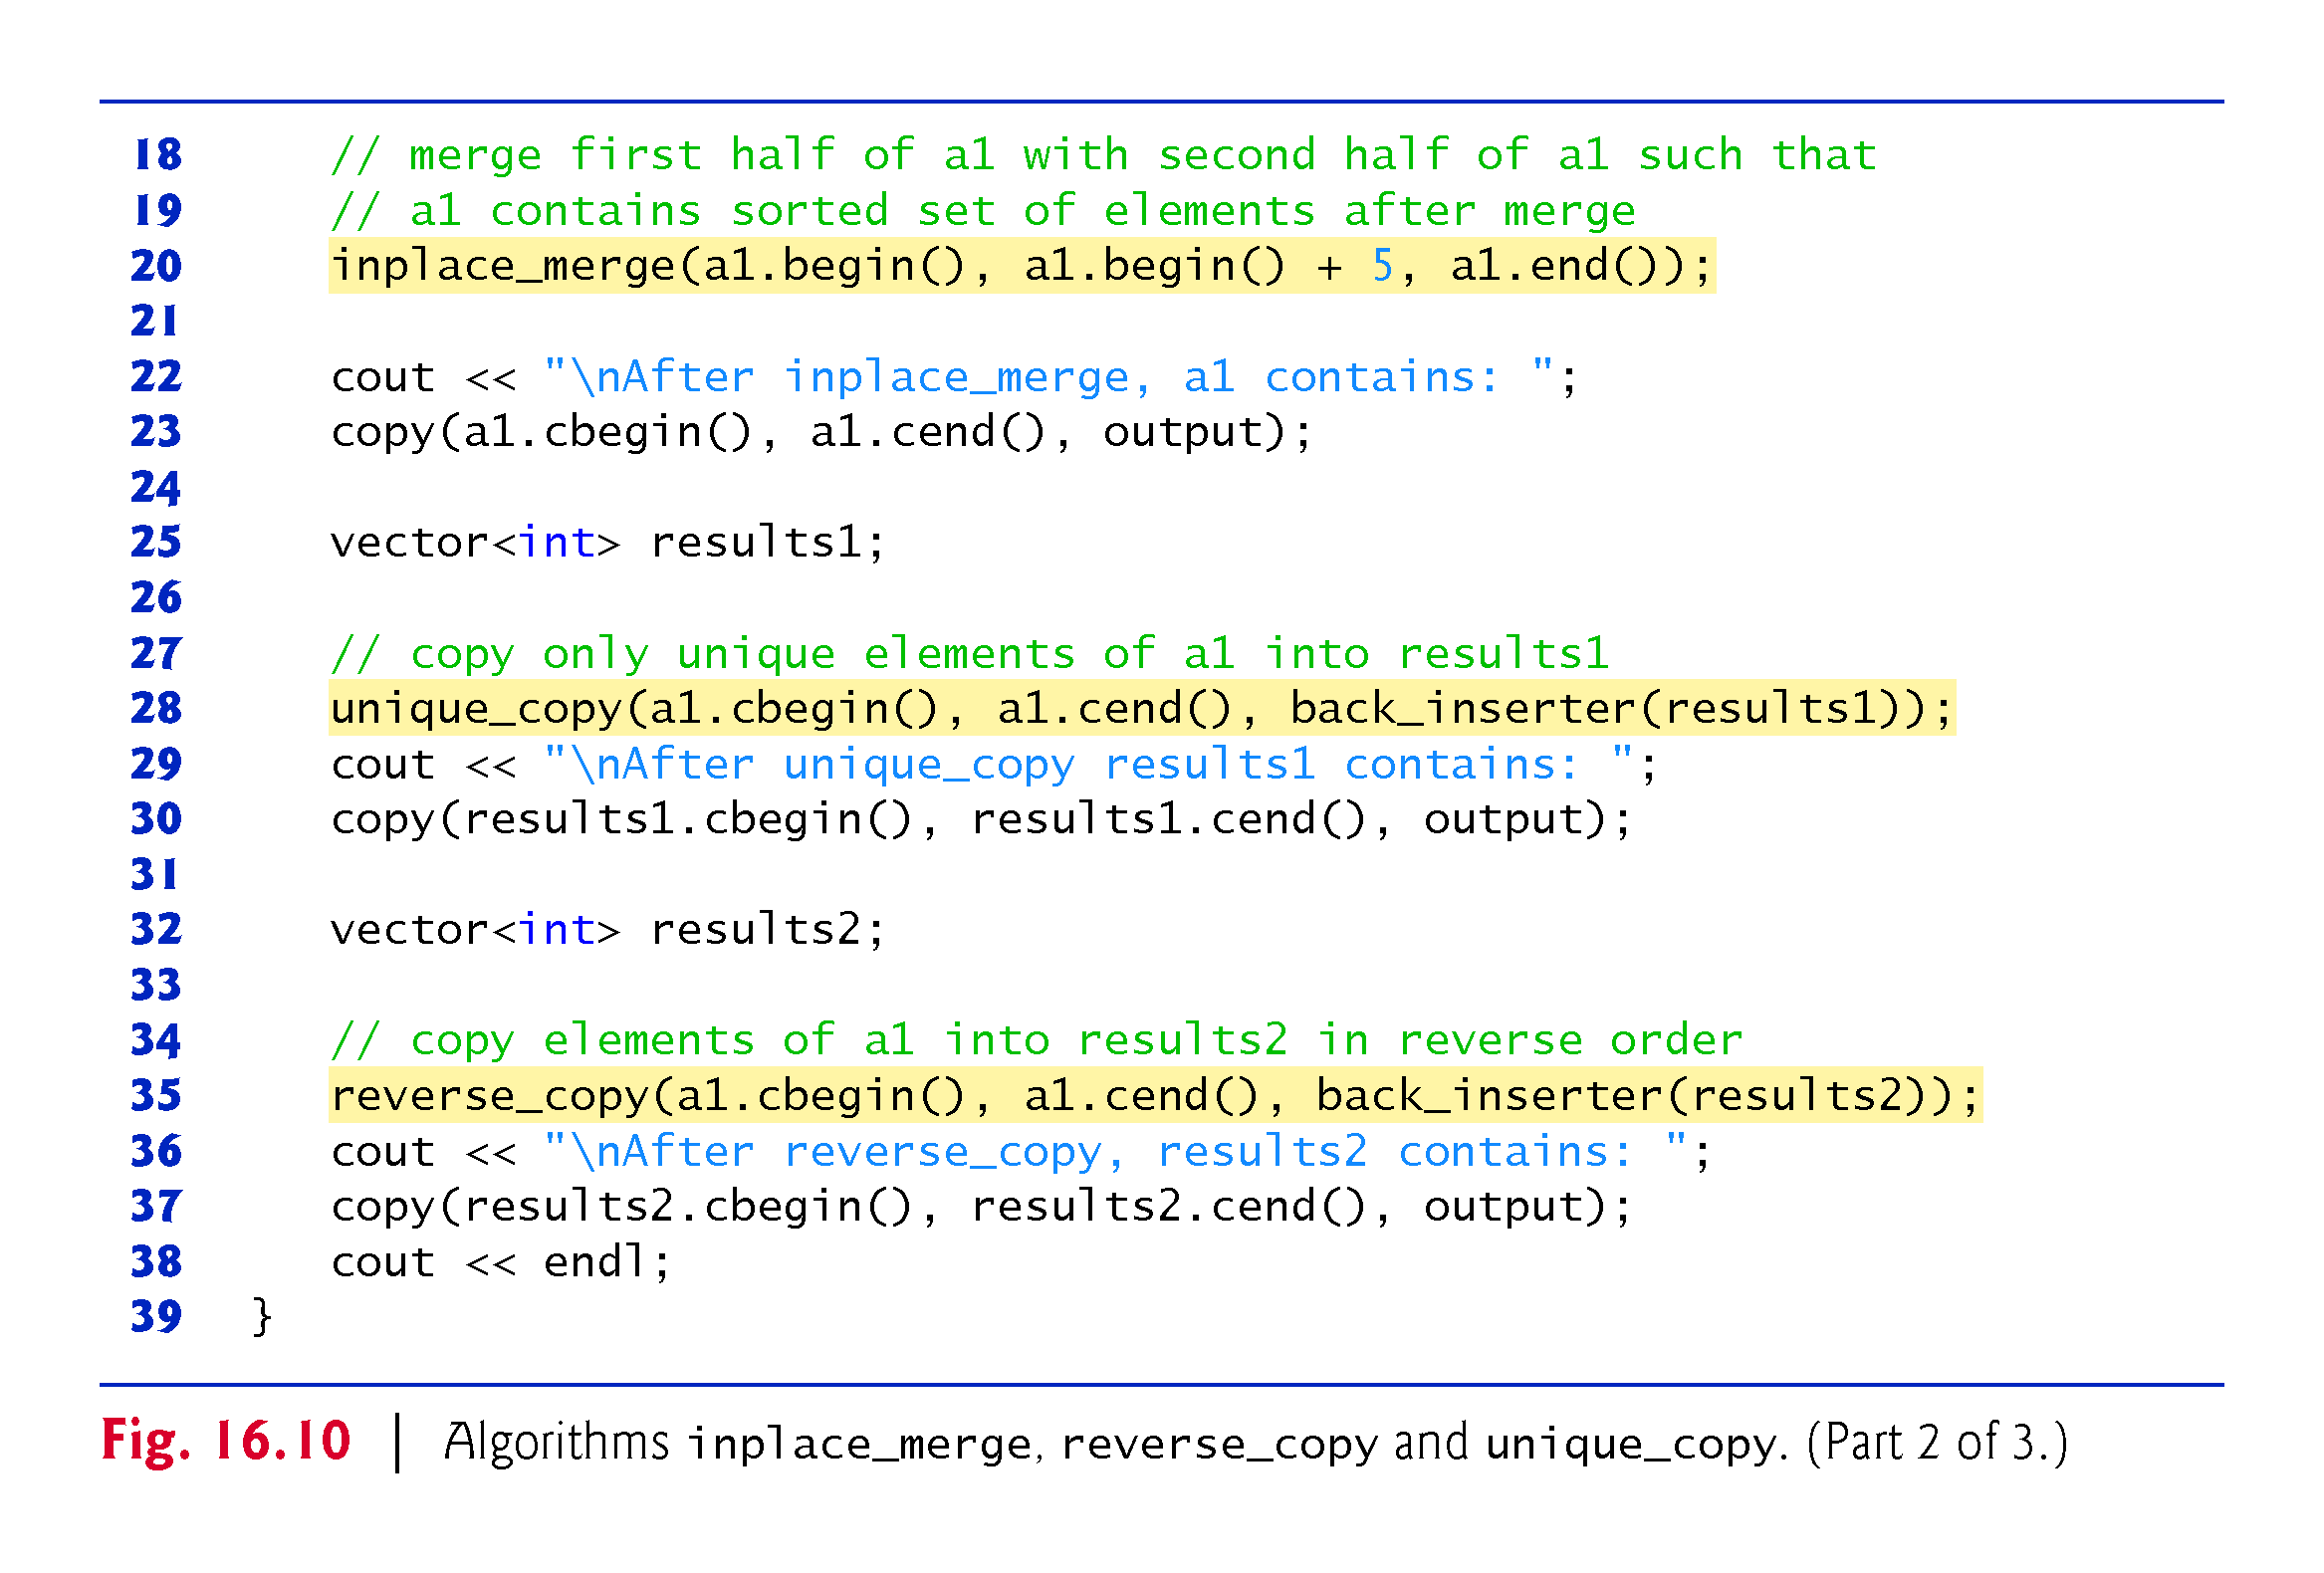 18 // merge first half of a1 with second half of a1 such that
19 // a1 contains sorted set of elements after merge
20 inplace_merge(a1.begin(), a1.begin() + 5, a1.end());
21
22 cout << "\nAfter inplace_merge, a1 contains: ";
23 copy(a1.cbegin(), a1.cend(), output);
24
25 vector<int> results1;
26
27 // copy only unique elements of a1 into results1
28 unique_copy(a1.cbegin(), a1.cend(), back_inserter(results1));
29 cout << "\nAfter unique_copy results1 contains: ";
30 copy(results1.cbegin(), results1.cend(), output);
31
32 vector<int> results2;
33
34 // copy elements of a1 into results2 in reverse order
35 reverse_copy(a1.cbegin(), a1.cend(), back_inserter(results2));
36 cout << "\nAfter reverse_copy, results2 contains: ";
37 copy(results2.cbegin(), results2.cend(), output);
38 cout << endl;
39 }
Fig. 16.10 | Algorithms inplace_merge, reverse_copy and unique_copy. (Part 2 of 3.)